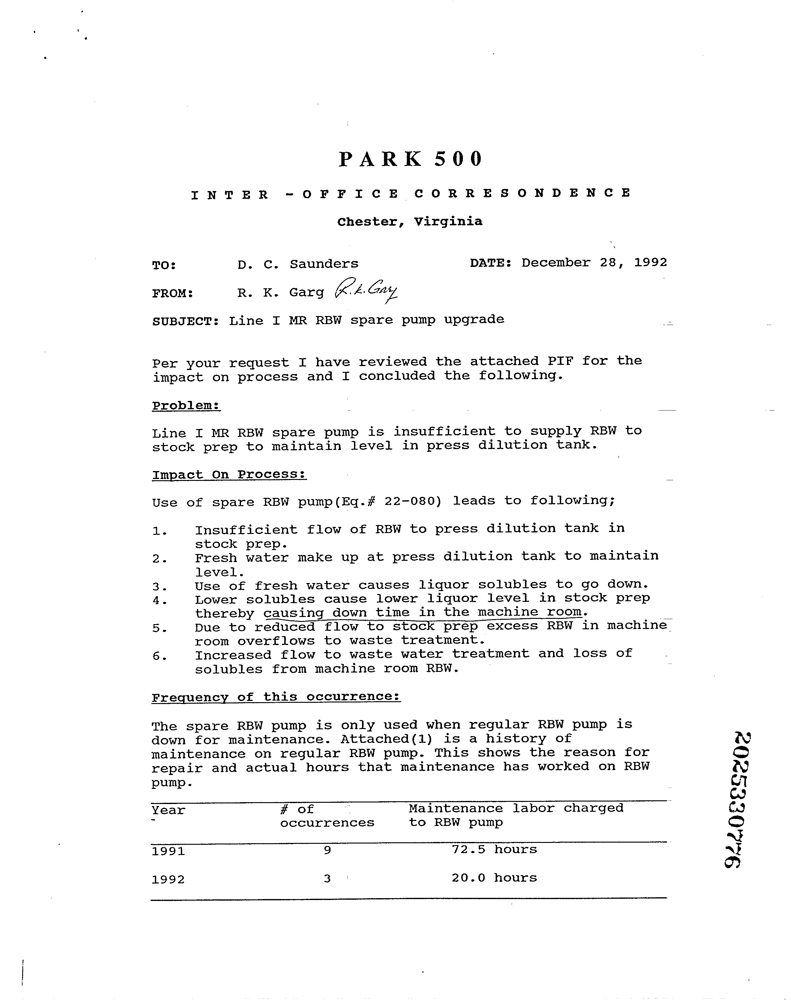 PARK 500
INTER - OFFICE CORRESONDENCE
Chester, Virginia
TO: D. C. Saunders DATE: December 28, 1992
FROM: R. K. Garg R. K. Garg
SUBJECT: Line I MR RBW spare pump upgrade
Per your request I have reviewed the attached PIF for the
impact on process and I concluded the following.
Problem:
Line I MR RBW spare pump is insufficient to supply RBW to
stock prep to maintain level in press dilution tank.
Impact On Process:
Use of spare RBW pump(Eq.# 22-080) leads to following;
1. Insufficient flow of RBW to press dilution tank in
stock prep.
2. Fresh water make up at press dilution tank to maintain
level.
3. Use of fresh water causes liquor solubles to go down.
4. Lower solubles cause lower liquor level in stock prep
thereby causing down time in the machine room.
5. Due to reduced flow to stock prep excess RBW in machine
room overflows to waste treatment.
6. Increased flow to waste water treatment and loss of
solubles from machine room RBW.
Frequency of this occurrence:
The spare RBW pump is only used when regular RBW pump is
down for maintenance. Attached(1) is a history of
maintenance on regular RBW pump. This shows the reason for
repair and actual hours that maintenance has worked on RBW
pump.
Year # of Maintenance labor charged
occurrences to RBW pump
1991 9 72.5 hours
1992 3 20.0 hours
2025330776